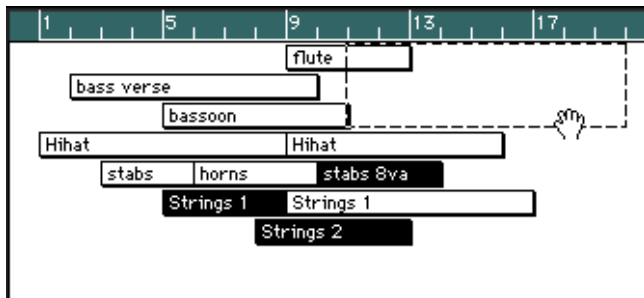 1 5 9 13 17
flute
bass verse
bassoon
Hihat Hihat
stabs horns stabs 8va
Strings 1 Strings 1
Strings 2